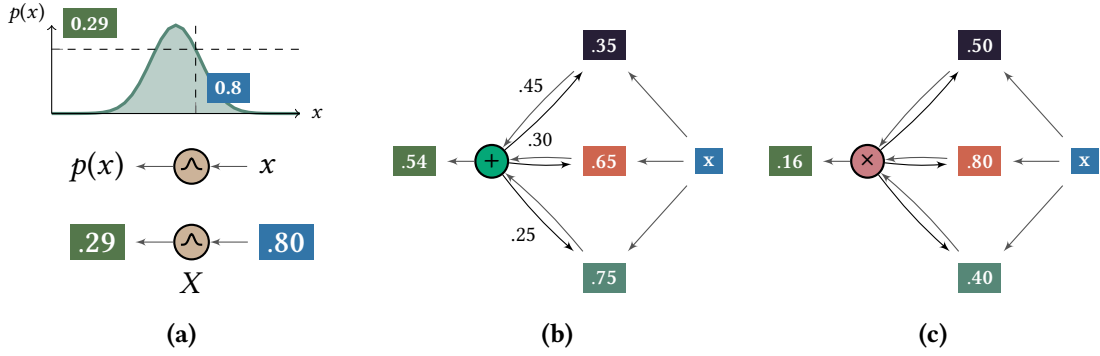 p(x)
0.29
0.8
x
p(x) x
.29 .80
X
(a)
.35
.45
.30
.54 + .65 x
.25
.75
(b)
.50
.16 × .80 x
.40
(c)